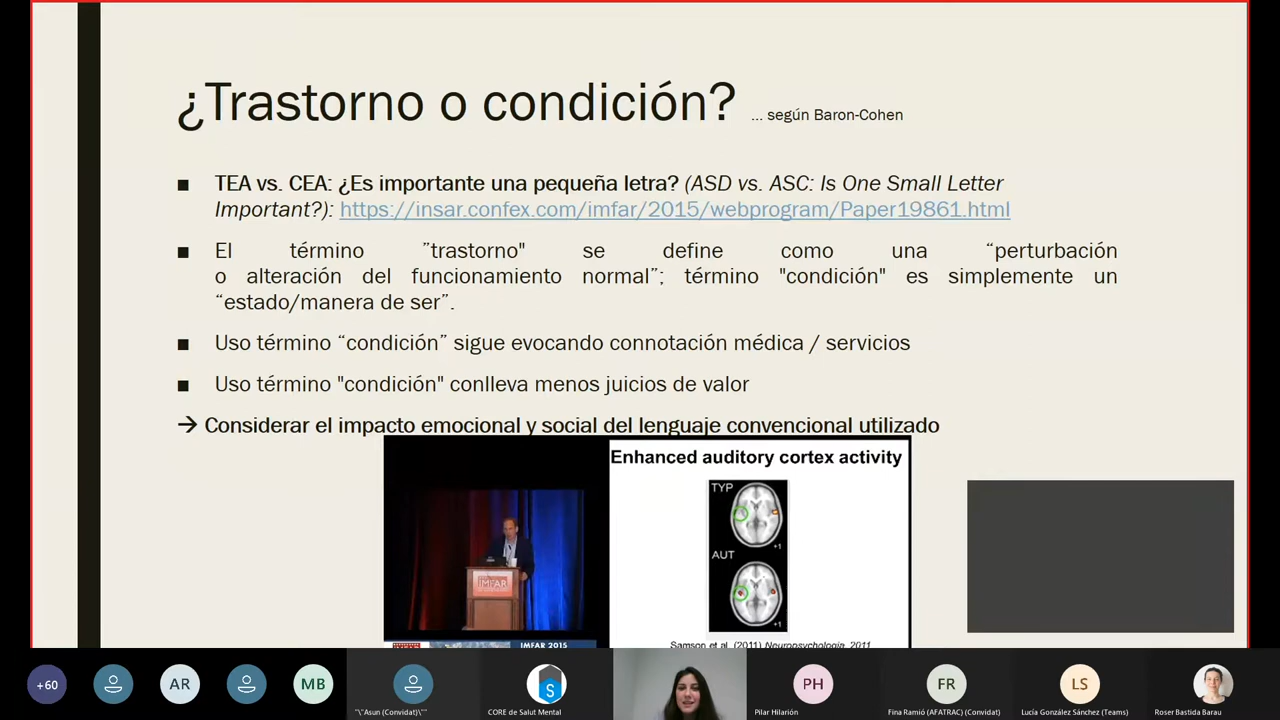 ¿Trastorno o condición? ... según Baron-Cohen
■ TEA vs. CEA: ¿Es importante una pequeña letra? (ASD vs. ASC: Is One Small Letter
Important?): https://insar.confex.com/imfar/2015/webprogram/Paper19861.html
■ El término ”trastorno" se define como una “perturbación
o alteración del funcionamiento normal”; término "condición" es simplemente un
“estado/manera de ser”.
■ Uso término “condición” sigue evocando connotación médica / servicios
■ Uso término "condición" conlleva menos juicios de valor
→ Considerar el impacto emocional y social del lenguaje convencional utilizado
Enhanced auditory cortex activity
TYP
+1
AUT
+1
IMFAR
IMFAR 2015
Samson et al. (2011) Neuropsychologia, 2011
+60
AR
MB
S
PH
FR
LS
"\"Asun (Convidat)\""
CORE de Salut Mental
Pilar Hilarión
Fina Ramió (AFATRAC) (Convidat)
Lucía González Sánchez (Teams)
Roser Bastida Barau